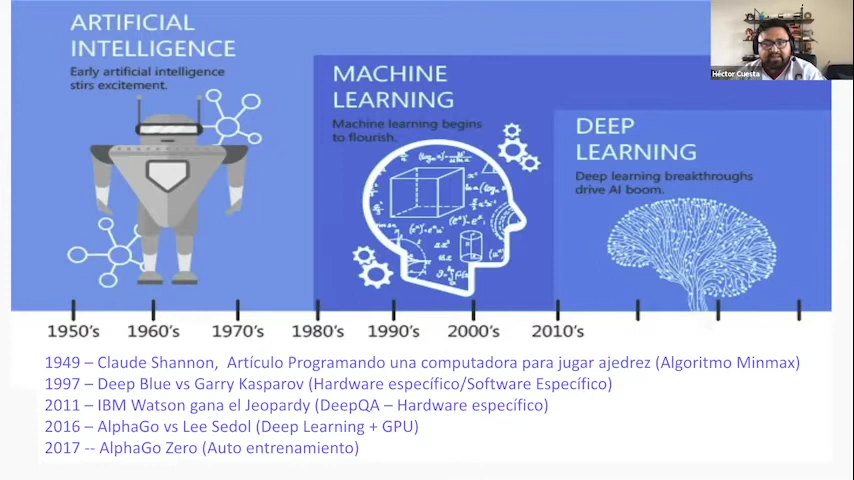 ARTIFICIAL
INTELLIGENCE
Early artificial intelligence
stirs excitement.
MACHINE
LEARNING
Machine learning begins
to flourish.
DEEP
LEARNING
Deep learning breakthroughs
drive AI boom.
Héctor Cuesta
1950's 1960's 1970's 1980's 1990's 2000's 2010's
1949 – Claude Shannon, Artículo Programando una computadora para jugar ajedrez (Algoritmo Minmax)
1997 – Deep Blue vs Garry Kasparov (Hardware específico/Software Específico)
2011 – IBM Watson gana el Jeopardy (DeepQA – Hardware específico)
2016 – AlphaGo vs Lee Sedol (Deep Learning + GPU)
2017 -- AlphaGo Zero (Auto entrenamiento)